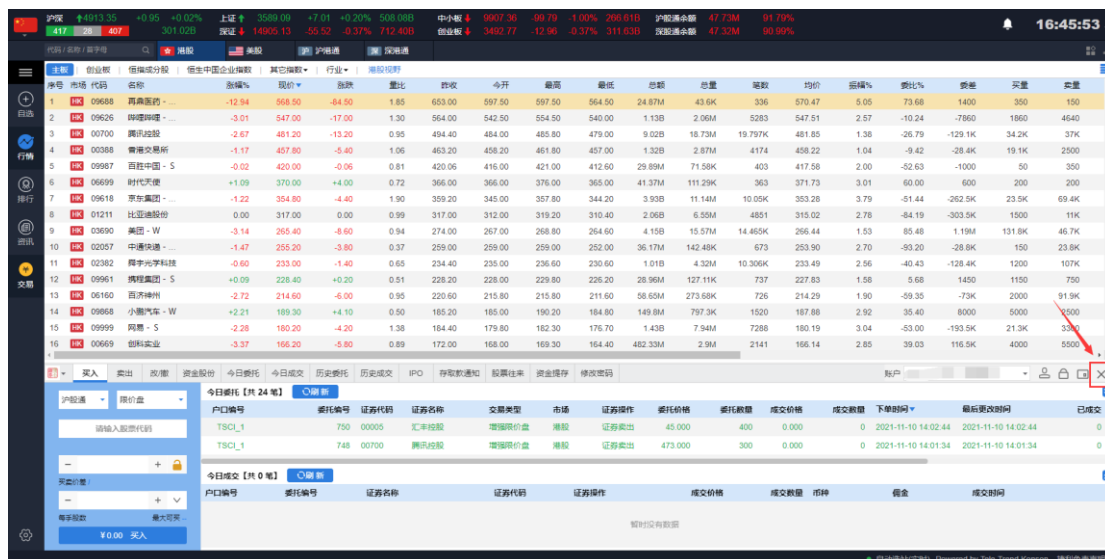 沪深 4913.35 +0.95 +0.02% 上证 3589.09 +7.01 +0.20% 508.08B 中小板 9907.36 -99.79 -1.00% 266.61B 沪股通余额 47.73M 91.79%
417 28 407 301.02B 深证 14905.13 -55.52 -0.37% 712.40B 创业板 3492.77 -12.96 -0.37% 311.63B 深股通余额 47.32M 90.99%
16:45:53
代码 / 名称 / 首字母 港股 美股 沪 沪港通 深 深港通
主板 创业板 恒指成分股 恒生中国企业指数 其它指数 行业 港股视野
序号 市场 代码 名称 涨幅% 现价 涨跌 量比 昨收 今开 最高 最低 总额 总量 笔数 均价 振幅% 委比% 委差 买量 卖量
1 HK 09688 再鼎医药 - ... -12.94 568.50 -84.50 1.85 653.00 597.50 597.50 564.50 24.87M 43.6K 336 570.47 5.05 73.68 1400 350 150
2 HK 09626 哔哩哔哩 - ... -3.01 547.00 -17.00 1.30 564.00 542.50 554.50 540.00 1.13B 2.06M 5283 547.51 2.57 -10.24 -7860 1860 4640
3 HK 00700 腾讯控股 -2.67 481.20 -13.20 0.95 494.40 484.00 485.80 479.00 9.02B 18.73M 19.797K 481.85 1.38 -26.79 -129.1K 34.2K 37K
4 HK 00388 香港交易所 -1.17 457.80 -5.40 1.06 463.20 458.20 461.80 457.00 1.32B 2.87M 4174 458.22 1.04 -9.42 -28.4K 19.1K 2500
5 HK 09987 百胜中国 - S -0.02 420.00 -0.06 0.81 420.06 416.00 421.00 412.60 29.89M 71.58K 403 417.58 2.00 -52.63 -1000 50 350
6 HK 06699 时代天使 +1.09 370.00 +4.00 0.72 366.00 366.00 376.00 365.00 41.37M 111.29K 363 371.73 3.01 60.00 600 200 200
7 HK 09618 京东集团 - ... -1.22 354.80 -4.40 1.90 359.20 345.00 357.80 344.20 3.93B 11.14M 10.05K 353.28 3.79 -51.44 -262.5K 23.5K 69.4K
8 HK 01211 比亚迪股份 0.00 317.00 0.00 0.99 317.00 312.00 319.20 310.40 2.06B 6.55M 4851 315.02 2.78 -84.19 -303.5K 1500 11K
9 HK 03690 美团 - W -3.14 265.40 -8.60 0.94 274.00 267.00 268.80 264.60 4.15B 15.57M 14.465K 266.44 1.53 85.48 1.19M 131.8K 46.7K
10 HK 02057 中通快递 - ... -1.47 255.20 -3.80 0.37 259.00 259.00 259.00 252.00 36.17M 142.48K 673 253.90 2.70 -93.20 -28.8K 150 23.8K
11 HK 02382 舜宇光学科技 -0.60 233.00 -1.40 0.65 234.40 235.00 236.60 230.60 1.01B 4.32M 10.306K 233.49 2.56 -40.43 -128.4K 1200 107K
12 HK 09961 携程集团 - S +0.09 228.40 +0.20 0.51 228.20 228.00 229.80 226.20 28.96M 127.11K 737 227.83 1.58 5.68 1450 1150 750
13 HK 06160 百济神州 -2.72 214.60 -6.00 0.95 220.60 215.80 215.80 211.60 58.65M 273.68K 726 214.29 1.90 -59.35 -73K 2000 91.9K
14 HK 09868 小鹏汽车 - W +2.21 189.30 +4.10 0.50 185.20 185.00 190.20 184.80 149.8M 797.3K 1520 187.88 2.92 35.40 8000 5000 2500
15 HK 09999 网易 - S -2.28 180.20 -4.20 1.38 184.40 179.80 182.30 176.70 1.43B 7.94M 7288 180.19 3.04 -53.00 -193.5K 21.3K 3300
16 HK 00669 创科实业 -3.37 166.20 -5.80 0.89 172.00 168.00 169.30 164.40 482.33M 2.9M 2141 166.14 2.85 39.03 116.5K 4000 5500
自选
行情
排行
资讯
交易
买入 卖出 改/撤 资金股份 今日委托 今日成交 历史委托 历史成交 IPO 存取款通知 股票往来 资金提存 修改密码 账户
沪股通 限价盘
请输入股票代码
买卖价差 /
每手股数 最大可买 ...
¥0.00 买入
今日委托【共 24 笔】 刷新
户口编号 委托编号 证券代码 证券名称 交易类型 市场 证券操作 委托价格 委托数量 成交价格 成交数量 下单时间 最后更改时间 已成交
TSCI_1 750 00005 汇丰控股 增强限价盘 港股 证券卖出 45.000 400 0.000 0 2021-11-10 14:02:44 2021-11-10 14:02:44 0
TSCI_1 748 00700 腾讯控股 增强限价盘 港股 证券卖出 473.000 300 0.000 0 2021-11-10 14:01:34 2021-11-10 14:01:34 0
今日成交【共 0 笔】 刷新
户口编号 委托编号 证券名称 证券代码 证券操作 成交价格 成交数量 币种 佣金 成交时间
暂时没有数据